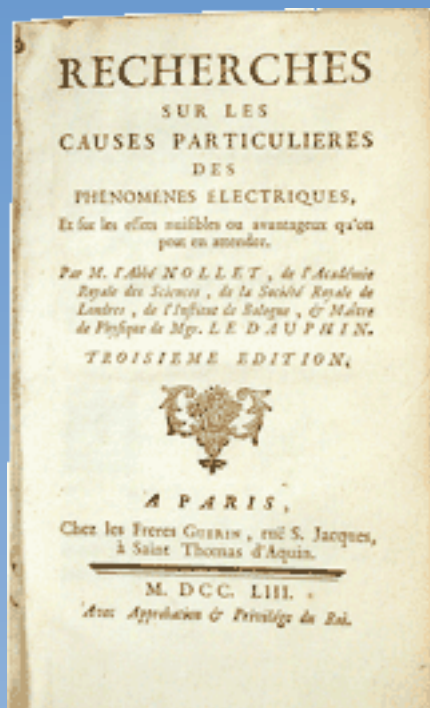 RECHERCHES
SUR LES
CAUSES PARTICULIERES
DES
PHÉNOMÉNES ÉLECTRIQUES,
Et sur les effets nuisibles ou avantageux qu'on
peut en attendre.
Par M. l'Abbé NOLLET, de l'Académie
Royale des Sciences, de la Société Royale de
Londres, de l'Institut de Bologne, & Maître
de Physique de Mgr. LE DAUPHIN.
TROISIEME EDITION.
A PARIS,
Chez les Freres GUERIN, ruë S. Jacques,
à Saint Thomas d'Aquin.
M. DCC. LIII.
Avec Approbation & Privilége du Roi.